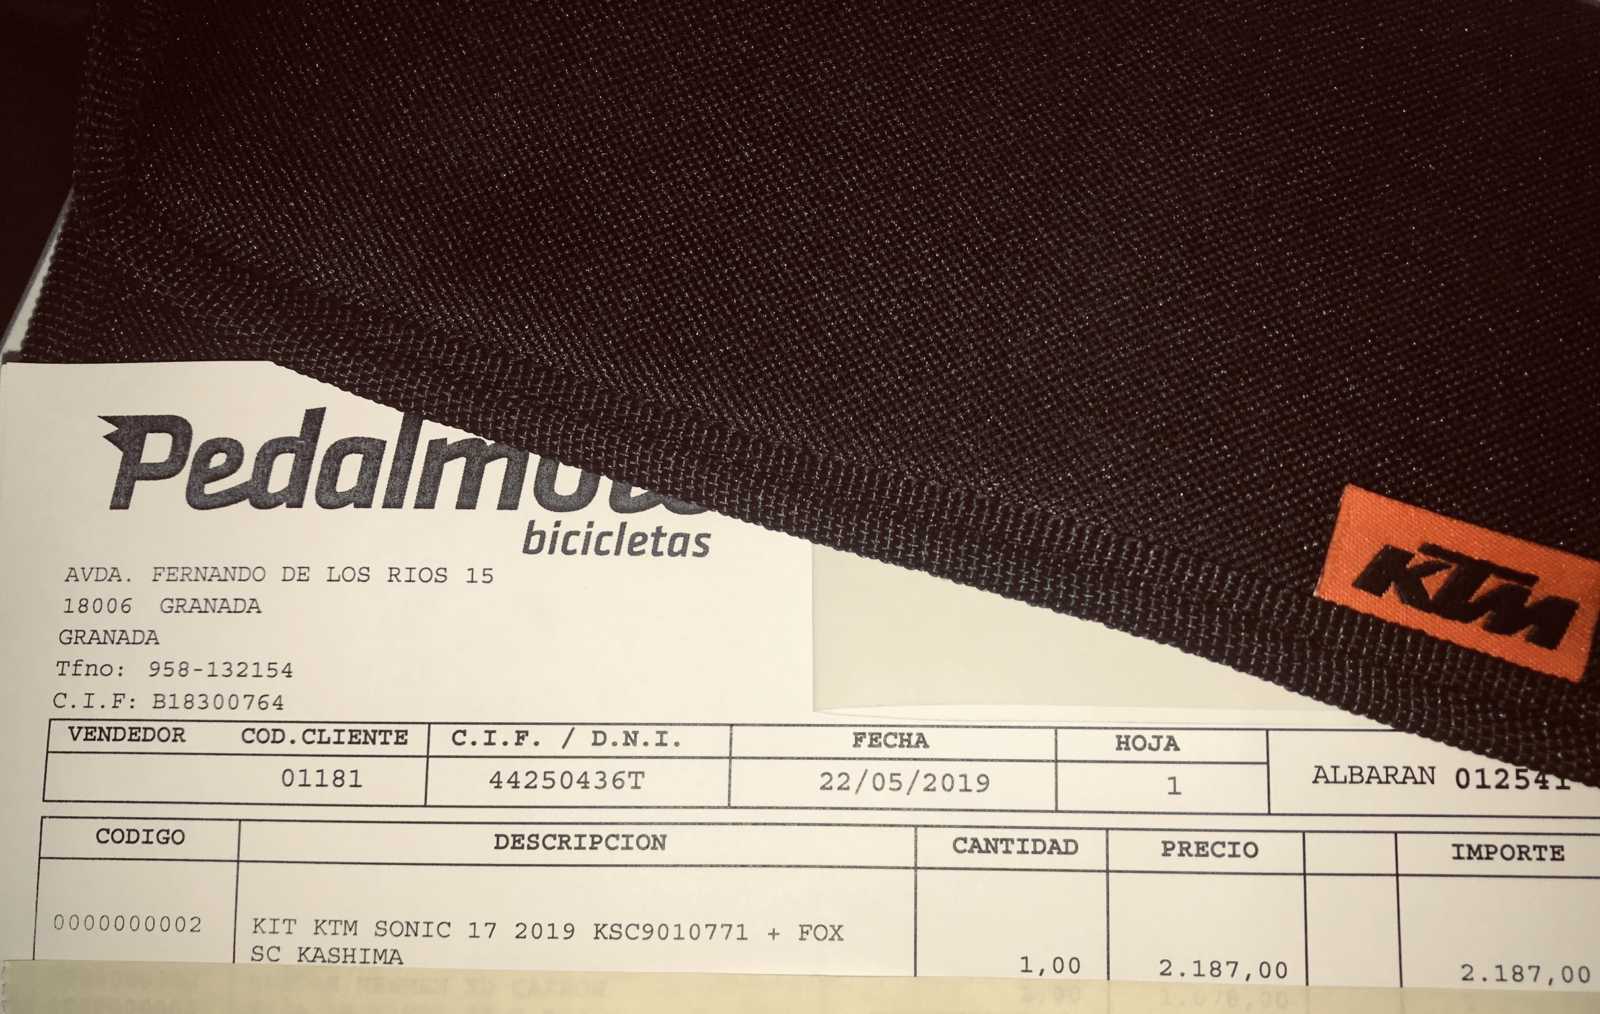 bicicletas
AVDA. FERNANDO DE LOS RIOS 15
18006 GRANADA
GRANADA
Tfno: 958-132154
C.I.F: B18300764
KTM
VENDEDOR COD.CLIENTE C.I.F. / D.N.I. FECHA HOJA
01181 44250436T 22/05/2019 1 ALBARAN 012541
CODIGO DESCRIPCION CANTIDAD PRECIO IMPORTE
0000000002 KIT KTM SONIC 17 2019 KSC9010771 + FOX
SC KASHIMA 1,00 2.187,00 2.187,00